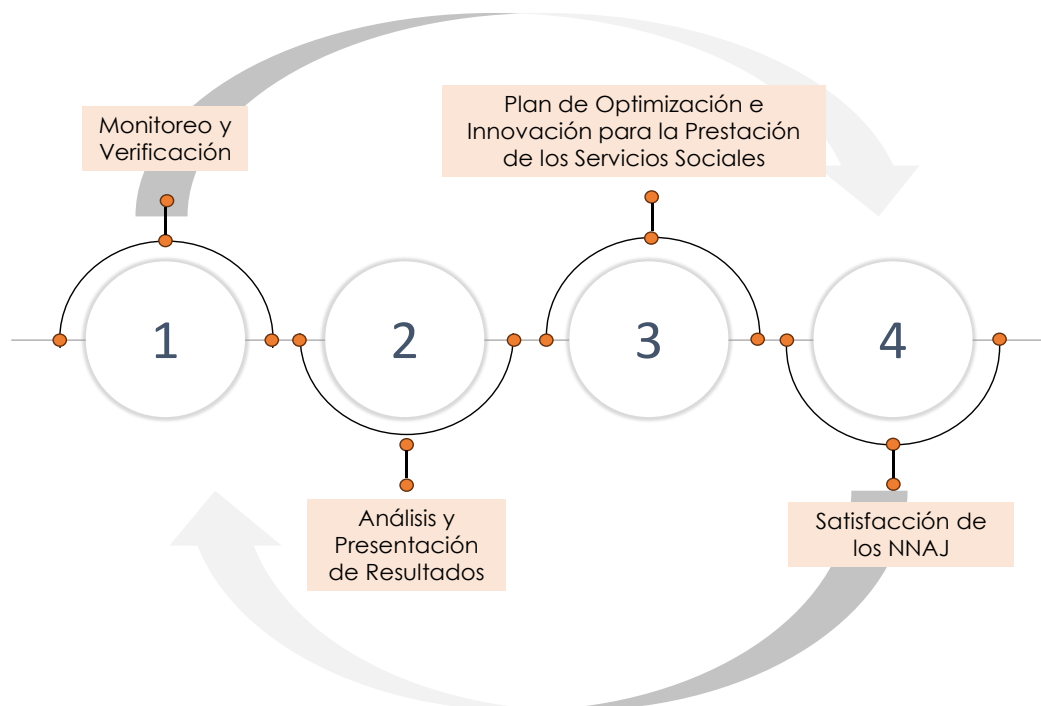 Monitoreo y
Verificación
Plan de Optimización e
Innovación para la Prestación
de los Servicios Sociales
1
2
3
4
Análisis y
Presentación
de Resultados
Satisfacción de
los NNAJ